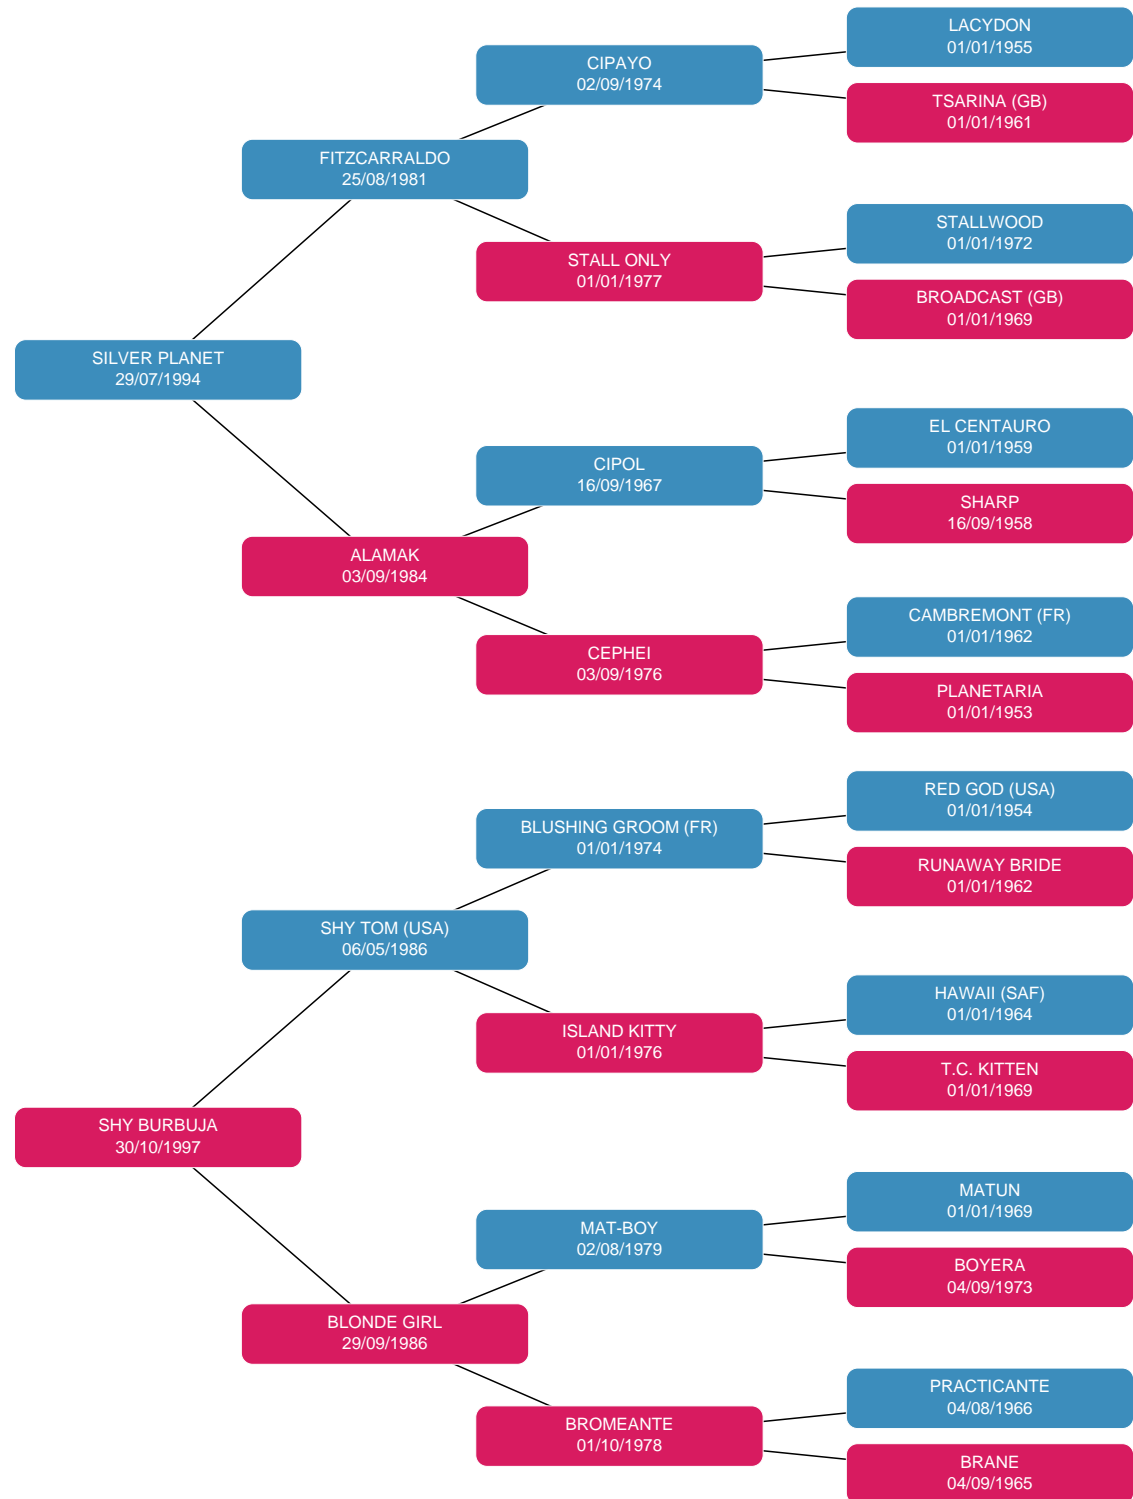 LACYDON
01/01/1955
CIPAYO
02/09/1974
TSARINA (GB)
01/01/1961
FITZCARRALDO
25/08/1981
STALLWOOD
01/01/1972
STALL ONLY
01/01/1977
BROADCAST (GB)
01/01/1969
SILVER PLANET
29/07/1994
EL CENTAURO
01/01/1959
CIPOL
16/09/1967
SHARP
16/09/1958
ALAMAK
03/09/1984
CAMBREMONT (FR)
01/01/1962
CEPHEI
03/09/1976
PLANETARIA
01/01/1953
RED GOD (USA)
01/01/1954
BLUSHING GROOM (FR)
01/01/1974
RUNAWAY BRIDE
01/01/1962
SHY TOM (USA)
06/05/1986
HAWAII (SAF)
01/01/1964
ISLAND KITTY
01/01/1976
T.C. KITTEN
01/01/1969
SHY BURBUJA
30/10/1997
MATUN
01/01/1969
MAT-BOY
02/08/1979
BOYERA
04/09/1973
BLONDE GIRL
29/09/1986
PRACTICANTE
04/08/1966
BROMEANTE
01/10/1978
BRANE
04/09/1965